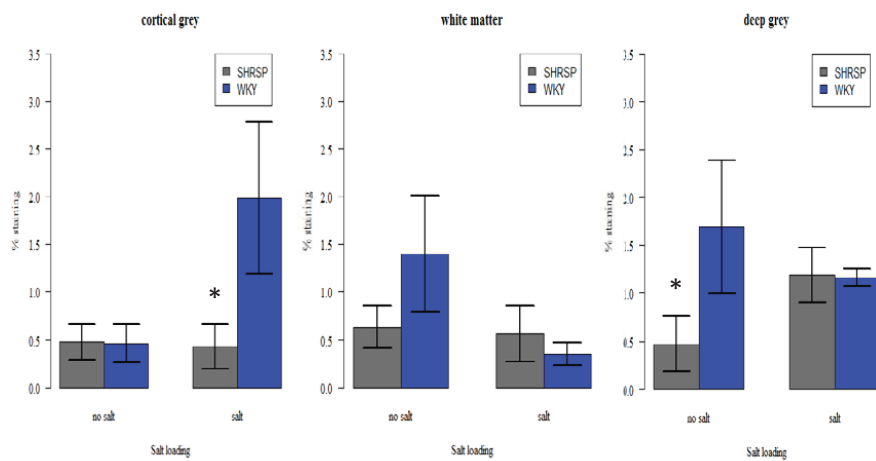 cortical grey
3.5
3.0
2.5
2.0
1.5
1.0
0.5
0.0
% staining
SHRSP
WKY
*
no salt
salt
Salt loading
white matter
3.5
3.0
2.5
2.0
1.5
1.0
0.5
0.0
% staining
SHRSP
WKY
no salt
salt
Salt loading
deep grey
3.5
3.0
2.5
2.0
1.5
1.0
0.5
0.0
% staining
SHRSP
WKY
*
no salt
salt
Salt loading